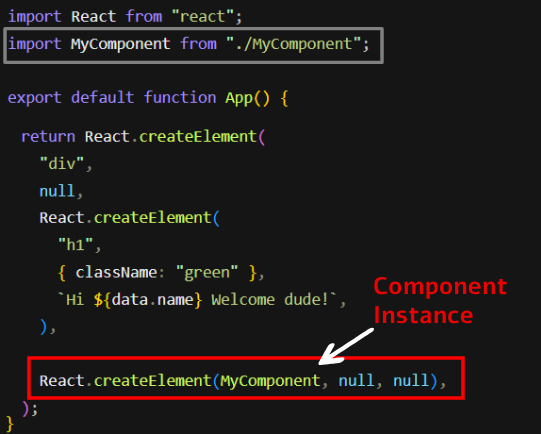 import React from "react";
import MyComponent from "./MyComponent";
export default function App() {
return React.createElement(
"div",
null,
React.createElement(
"h1",
{ className: "green" },
`Hi ${data.name} Welcome dude!`,
),
Component
Instance
React.createElement(MyComponent, null, null),
);
}